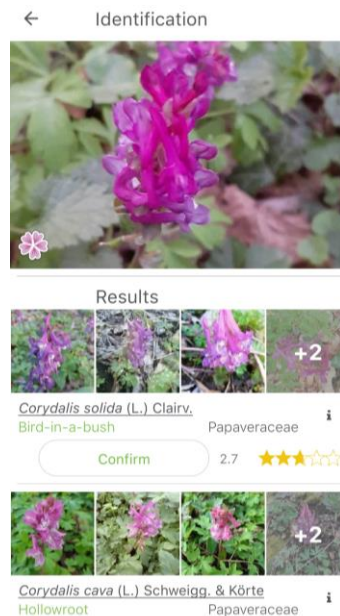 Identification
Results
+2
Corydalis solida (L.) Clairv.
i
Bird-in-a-bush Papaveraceae
Confirm 2.7
+2
Corydalis cava (L.) Schweigg. & Körte
i
Hollowroot Papaveraceae